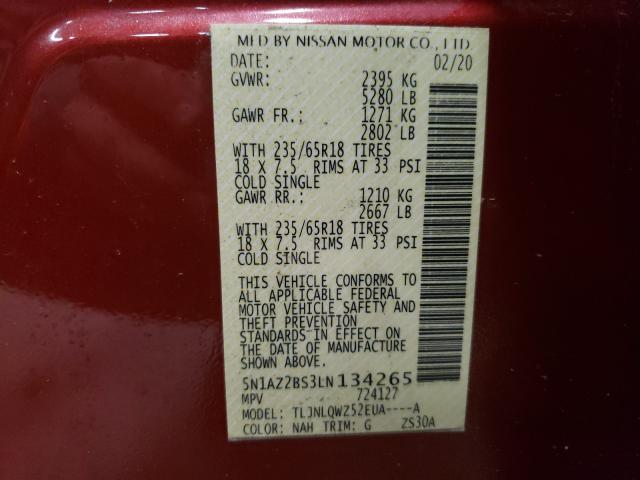 MFD BY NISSAN MOTOR CO., LTD
DATE: 02/20
GVWR: 2395 KG
5280 LB
GAWR FR.: 1271 KG
2802 LB
WITH 235/65R18 TIRES
18 X 7.5 RIMS AT 33 PSI
COLD SINGLE
GAWR RR.: 1210 KG
2667 LB
WITH 235/65R18 TIRES
18 X 7.5 RIMS AT 33 PSI
COLD SINGLE
THIS VEHICLE CONFORMS TO
ALL APPLICABLE FEDERAL
MOTOR VEHICLE SAFETY AND
THEFT PREVENTION
STANDARDS IN EFFECT ON
THE DATE OF MANUFACTURE
SHOWN ABOVE.
5N1AZ2BS3LN134265
MPV 724127
MODEL: TLJNLQWZ52EUA----A
COLOR: NAH TRIM: G ZS30A